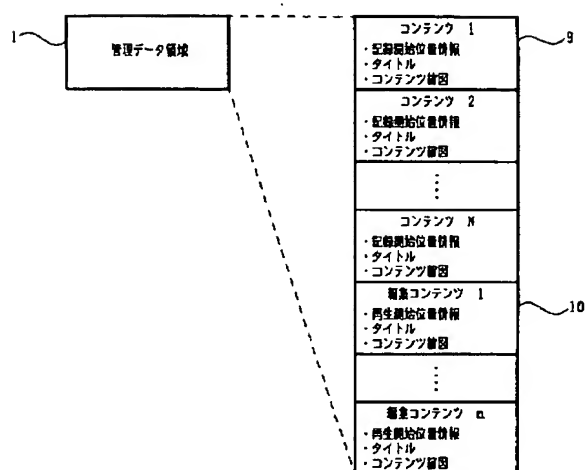 1
管理データ領域
コンテンツ 1
・記録開始位置情報
・タイトル
・コンテンツ縮図
9
コンテンツ 2
・記録開始位置情報
・タイトル
・コンテンツ縮図
コンテンツ N
・記録開始位置情報
・タイトル
・コンテンツ縮図
編集コンテンツ 1
・再生開始位置情報
・タイトル
・コンテンツ縮図
10
編集コンテンツ n
・再生開始位置情報
・タイトル
・コンテンツ縮図